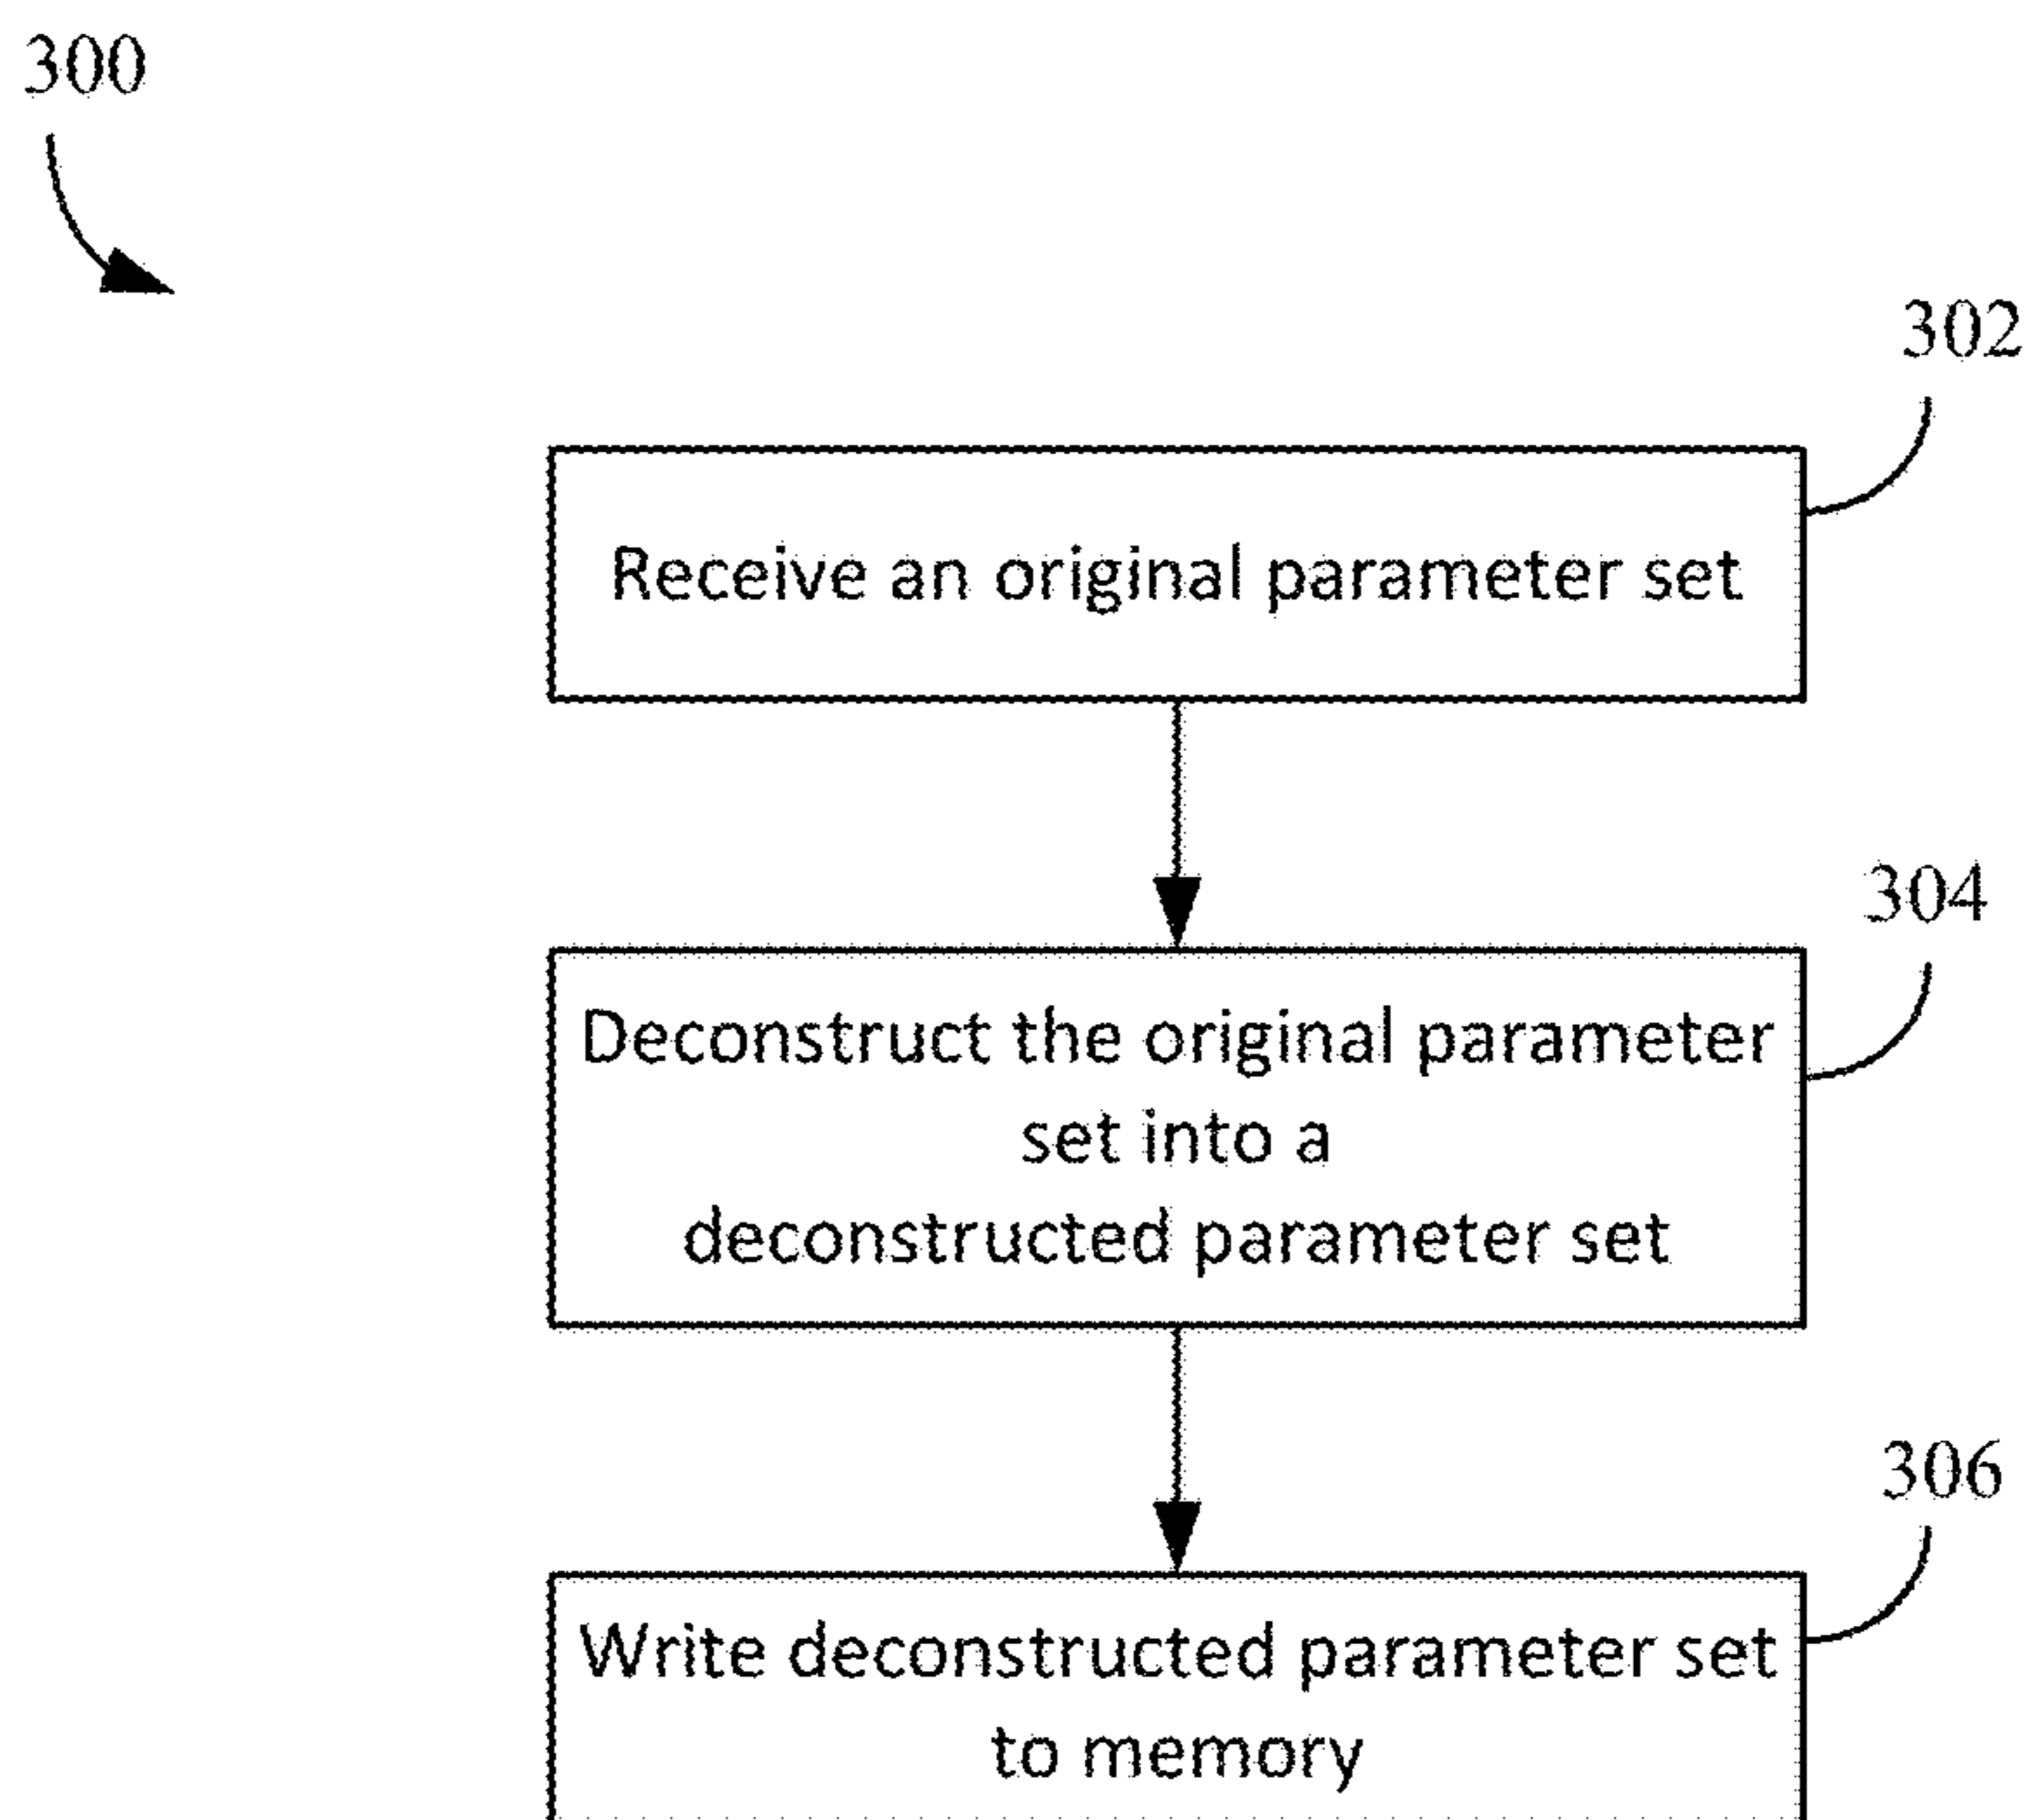 300
302
Receive an original parameter set
304
Deconstruct the original parameter
set into a
deconstructed parameter set
306
Write deconstructed parameter set
to memory